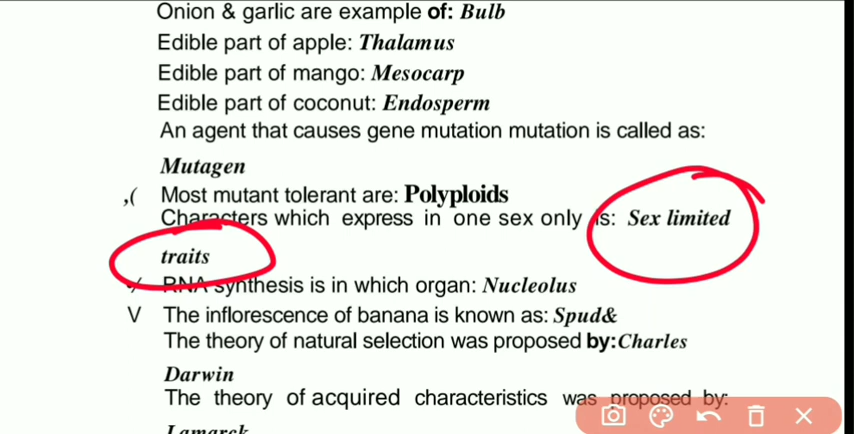 Onion & garlic are example of: Bulb
Edible part of apple: Thalamus
Edible part of mango: Mesocarp
Edible part of coconut: Endosperm
An agent that causes gene mutation mutation is called as:
Mutagen
,( Most mutant tolerant are: Polyploids
Characters which express in one sex only is: Sex limited
traits
RNA synthesis is in which organ: Nucleolus
V The inflorescence of banana is known as: Spud&
The theory of natural selection was proposed by:Charles
Darwin
The theory of acquired characteristics was proposed by:
Lamarck